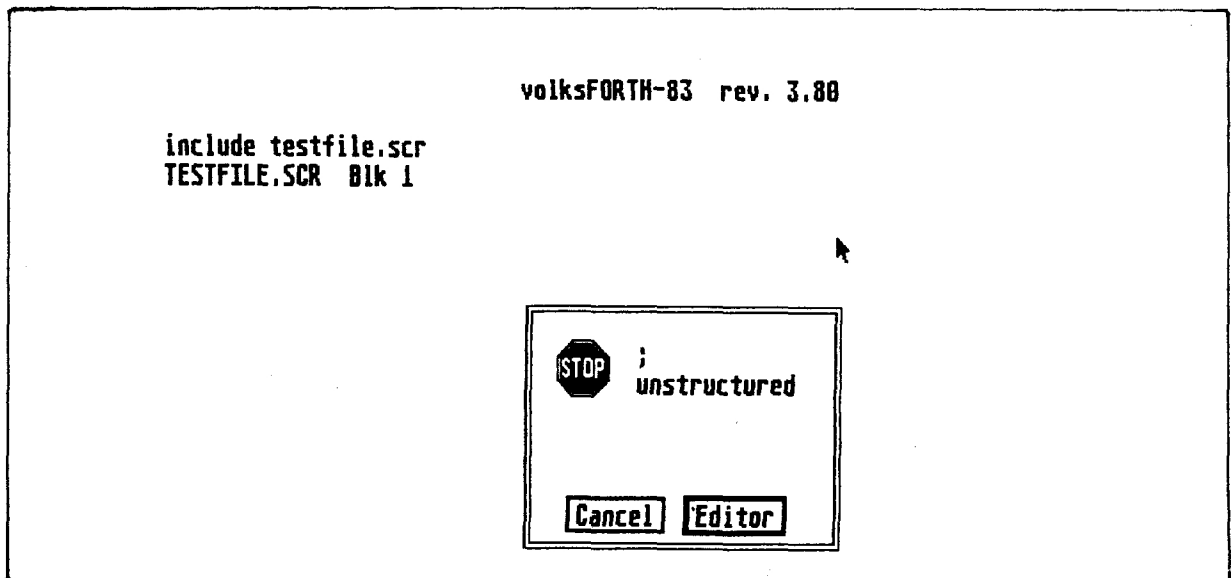 volksFORTH-83 rev. 3.80
include testfile.scr
TESTFILE.SCR Blk 1
STOP
;
unstructured
Cancel
Editor